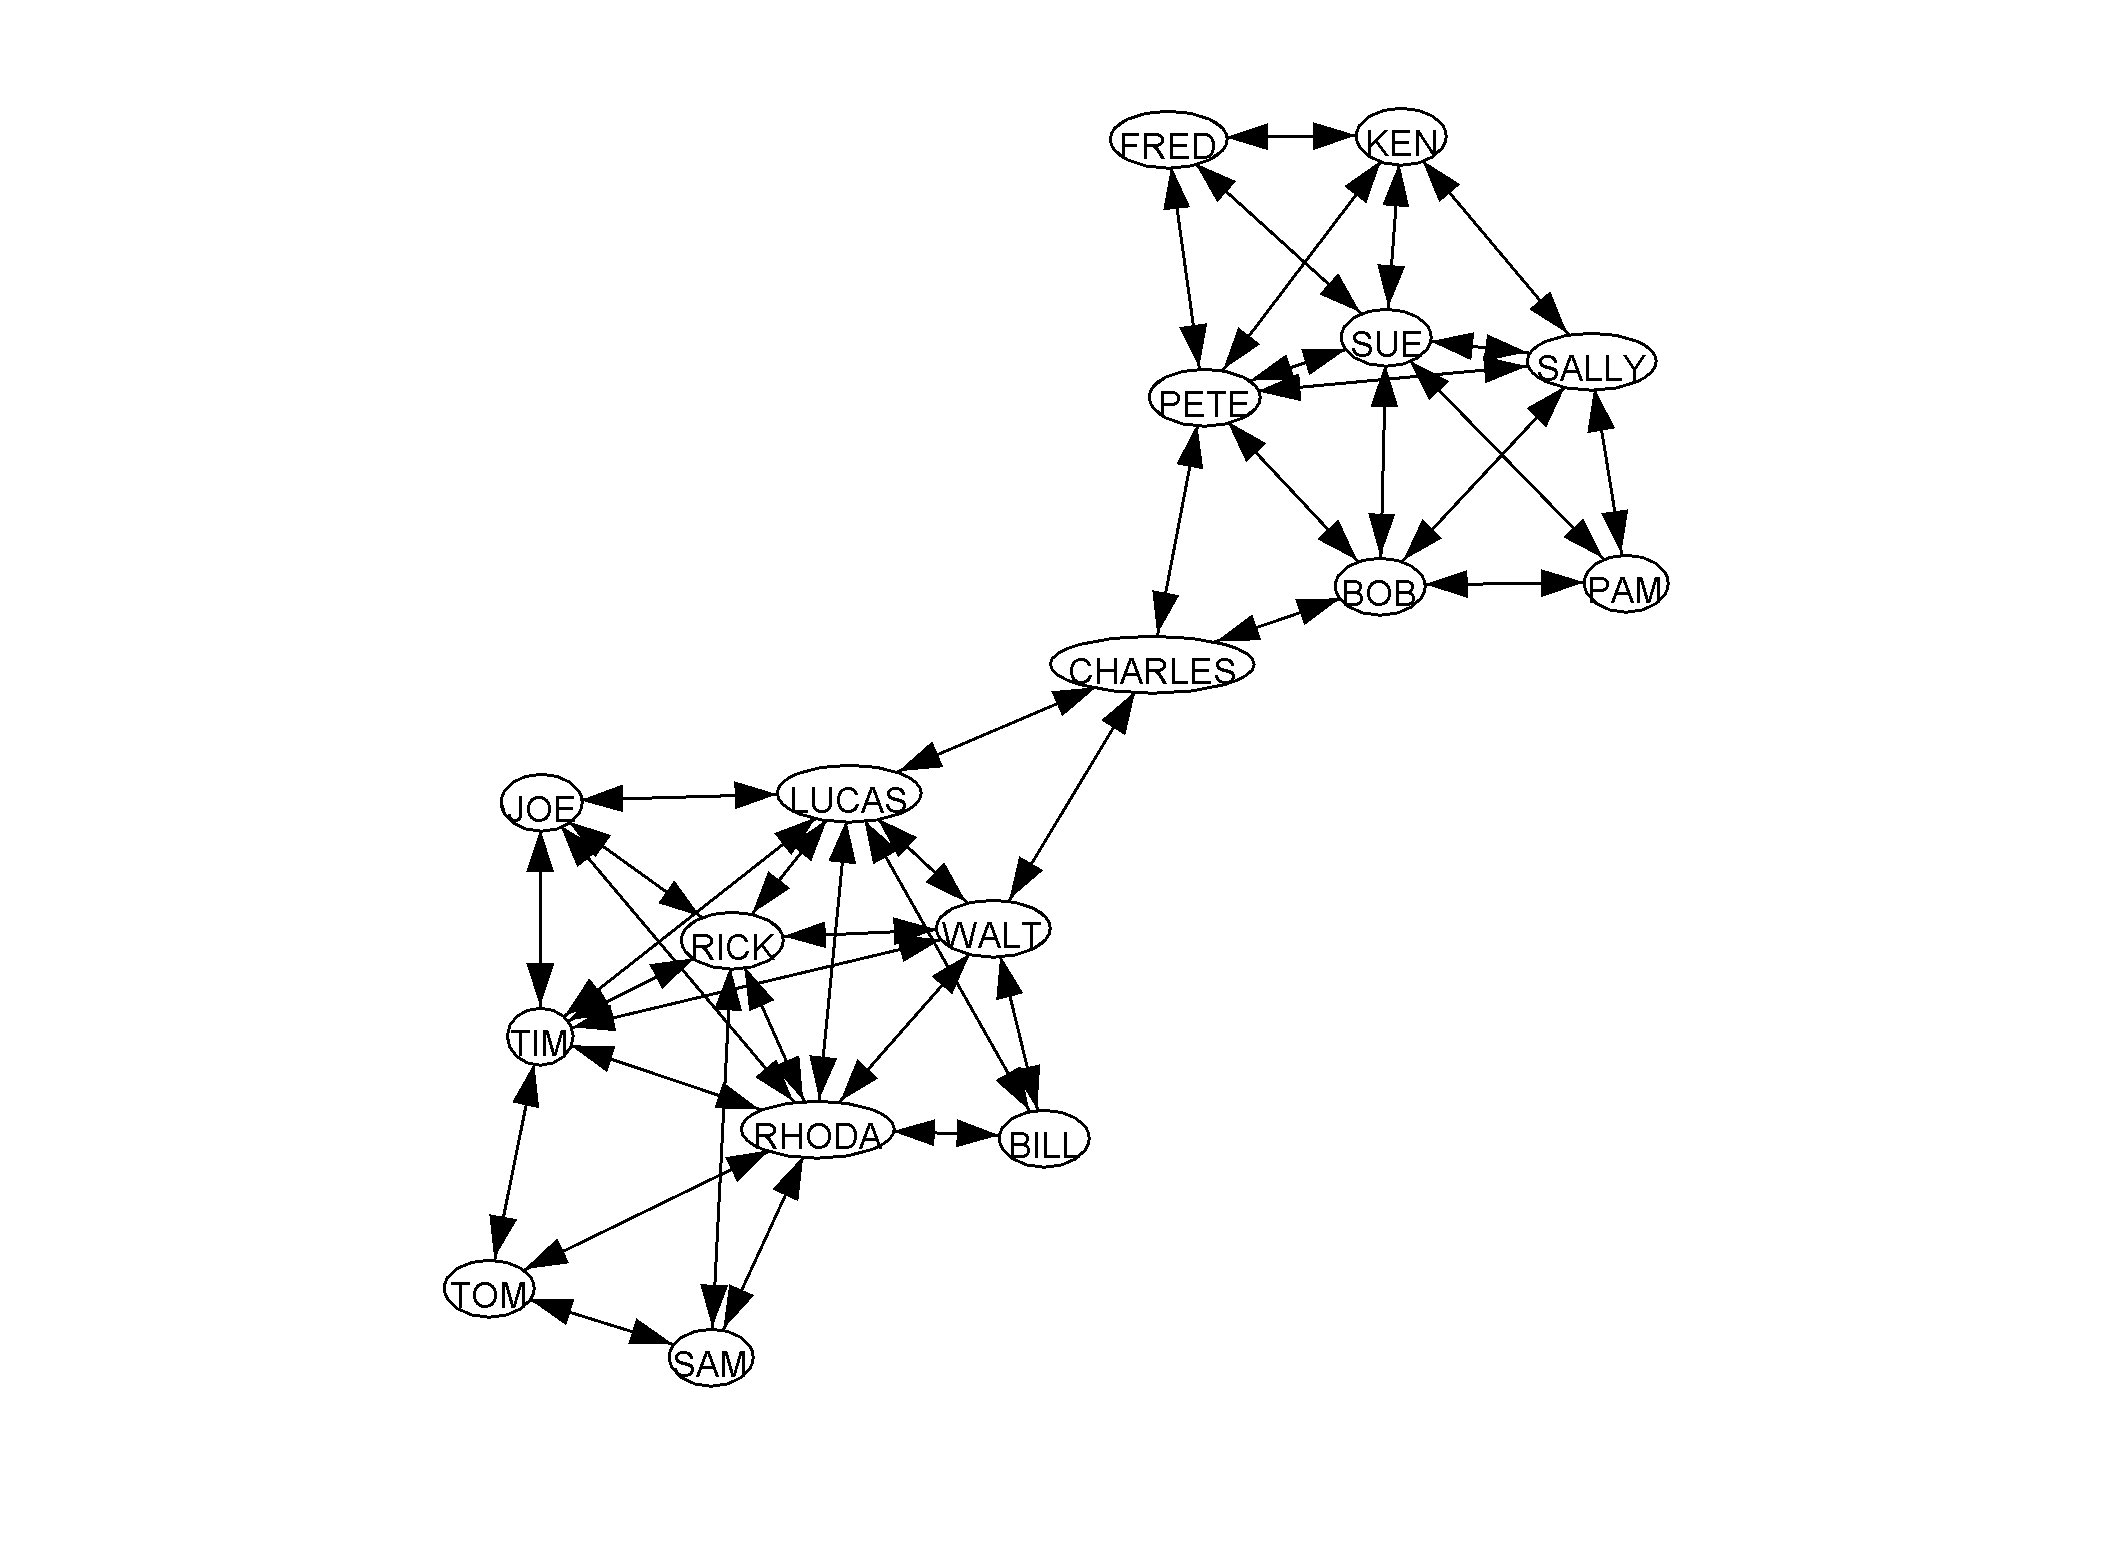 FRED
KEN
SUE
SALLY
PETE
BOB
PAM
CHARLES
JOE
LUCAS
RICK
WALT
TIM
RHODA
BILL
TOM
SAM